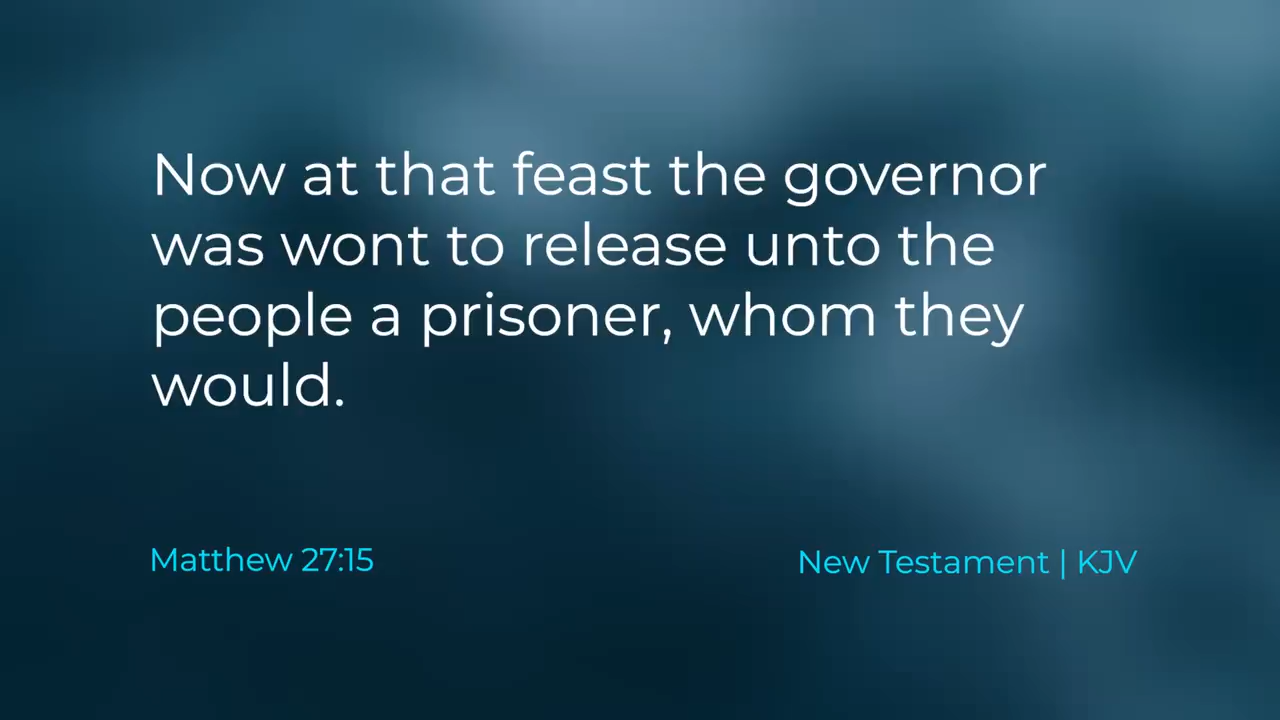 Now at that feast the governor
was wont to release unto the
people a prisoner, whom they
would.
Matthew 27:15
New Testament | KJV